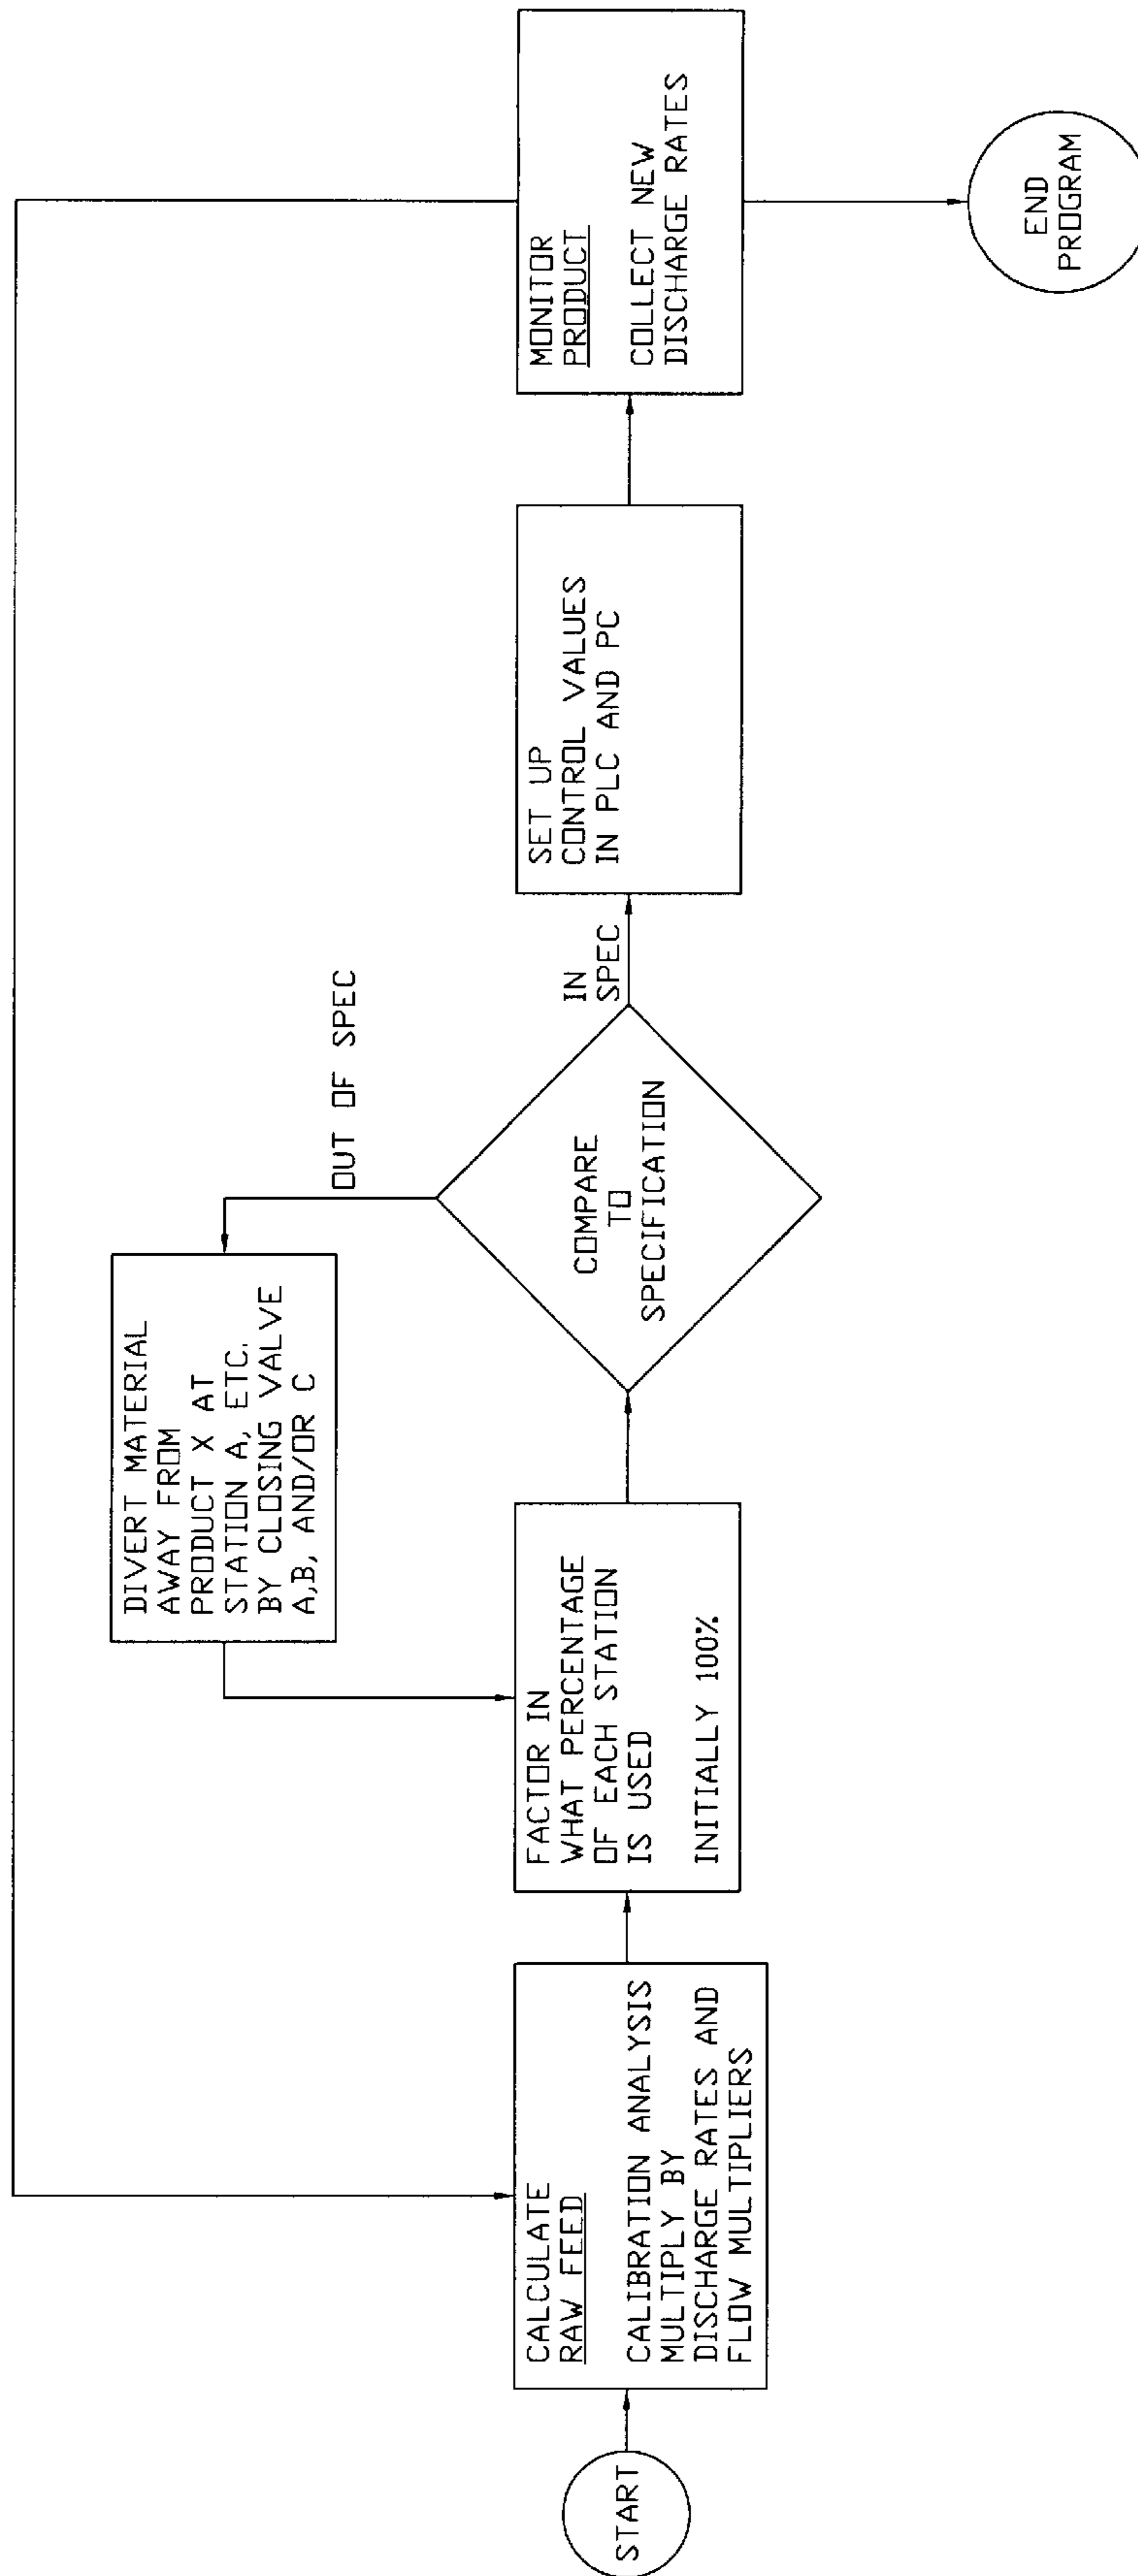 START
CALCULATE
RAW FEED
CALIBRATION ANALYSIS
MULTIPLY BY
DISCHARGE RATES AND
FLOW MULTIPLIERS
FACTOR IN
WHAT PERCENTAGE
OF EACH STATION
IS USED
INITIALLY 100%
DIVERT MATERIAL
AWAY FROM
PRODUCT X AT
STATION A, ETC.
BY CLOSING VALVE
A,B, AND/OR C
COMPARE
TO
SPECIFICATION
OUT OF SPEC
IN
SPEC
SET UP
CONTROL VALUES
IN PLC AND PC
MONITOR
PRODUCT
COLLECT NEW
DISCHARGE RATES
END
PROGRAM